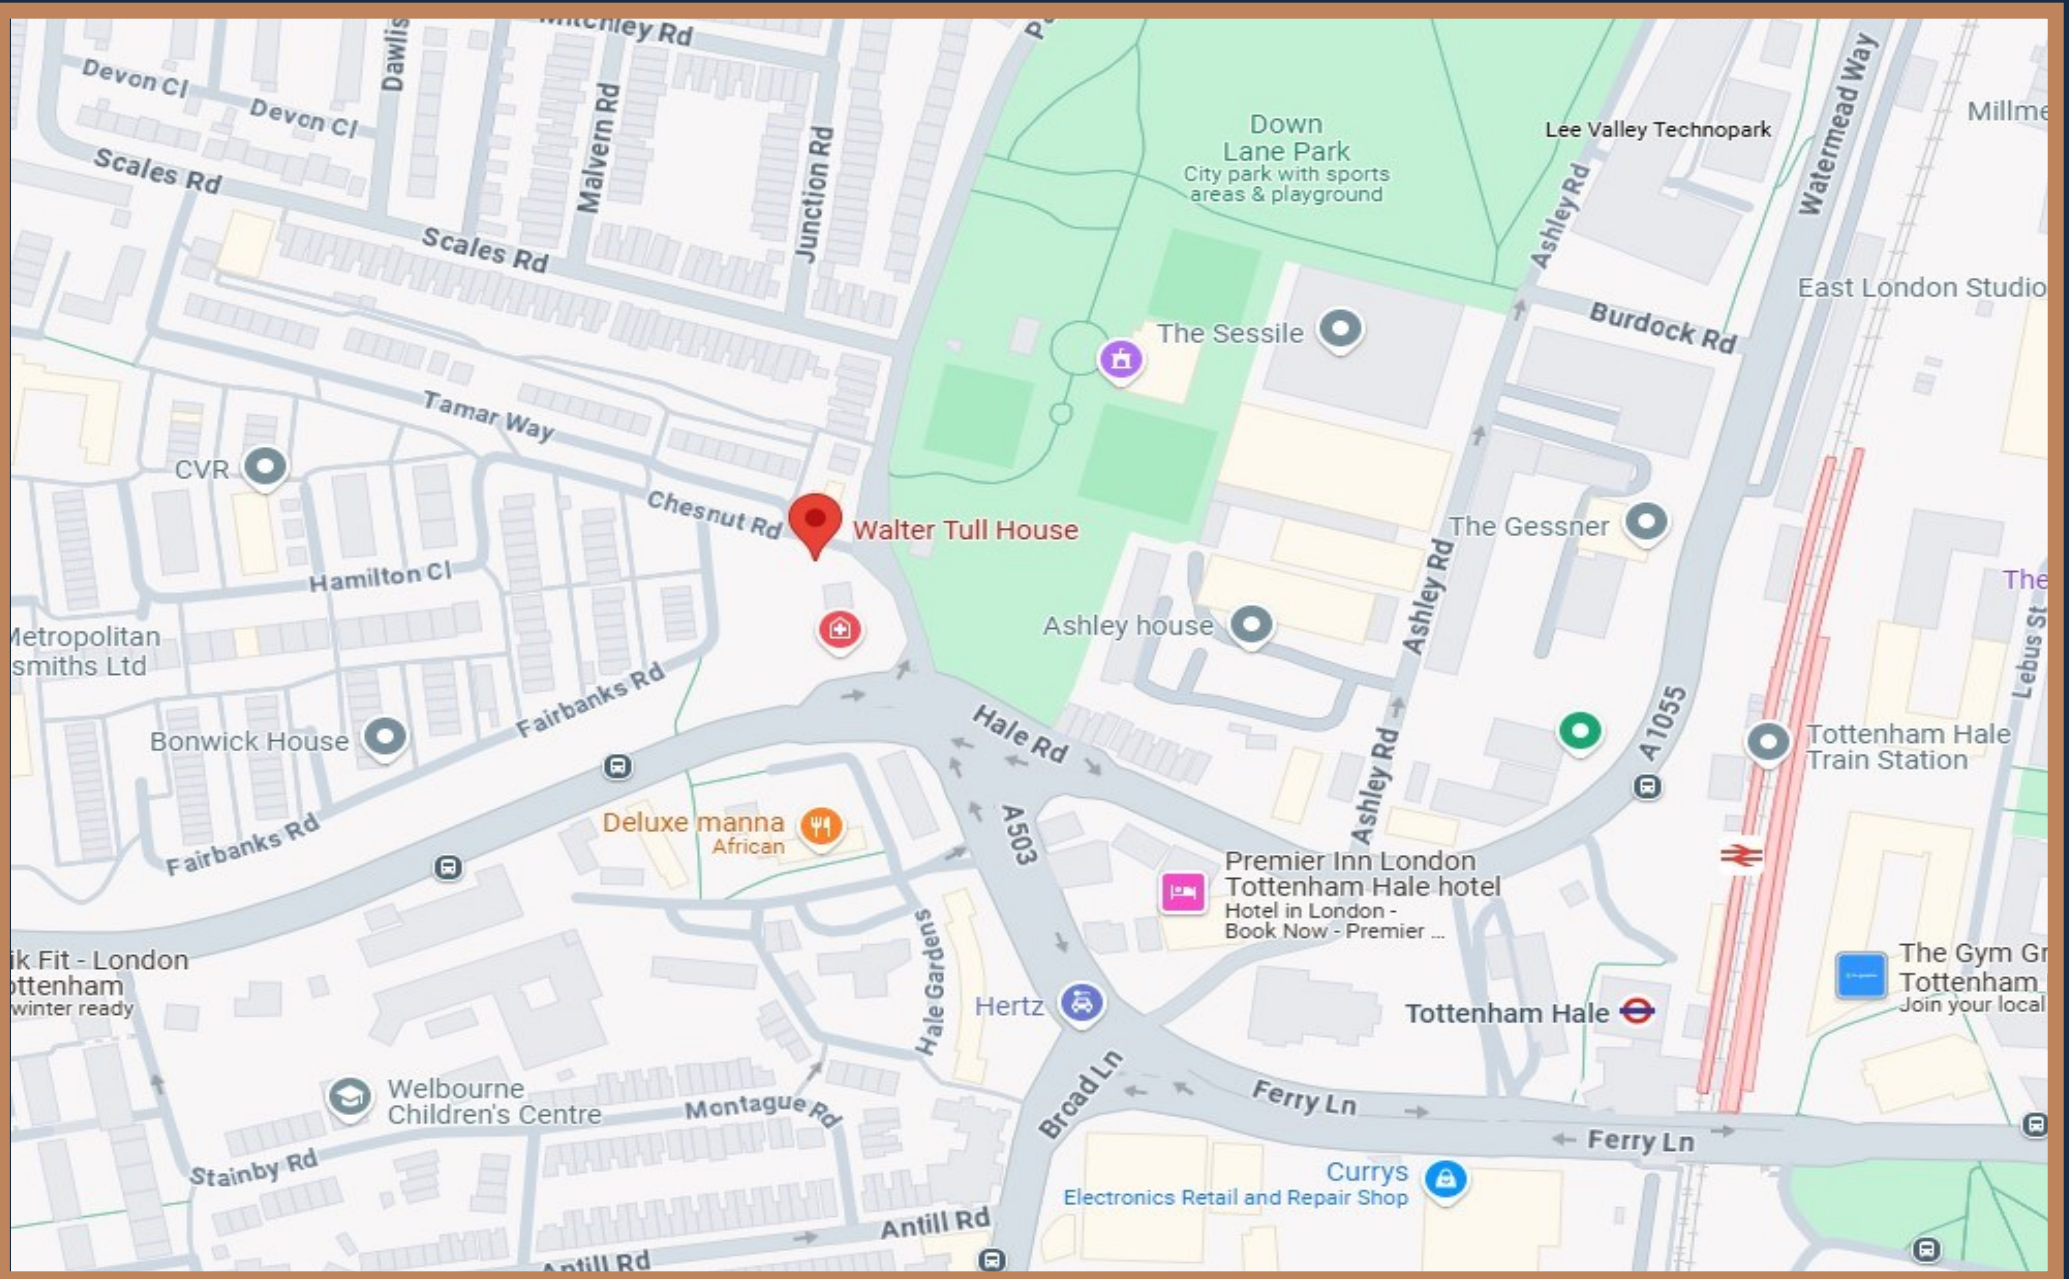 Mitchley Rd
Devon Cl
Devon Cl
Malvern Rd
Junction Rd
Scales Rd
Scales Rd
Down
Lane Park
City park with sports
areas & playground
Lee Valley Technopark
Watermead Way
Ashley Rd
East London Studio
Burdock Rd
The Sessile
Tamar Way
CVR
Chesnut Rd
Walter Tull House
The Gessner
Hamilton Cl
Ashley house
Ashley Rd
The
Lebus St
Metropolitan
smiths Ltd
Fairbanks Rd
Bonwick House
Hale Rd
A1055
Tottenham Hale
Train Station
Ashley Rd
Deluxe manna
African
A503
Fairbanks Rd
Premier Inn London
Tottenham Hale hotel
Hotel in London -
Book Now - Premier ...
ik Fit - London
ottenham
winter ready
Hale Gardens
Hertz
Tottenham Hale
The Gym Gr
Tottenham
Join your local
Welbourne
Children's Centre
Montague Rd
Broad Ln
Ferry Ln
Ferry Ln
Stainby Rd
Currys
Electronics Retail and Repair Shop
Antill Rd
Antill Rd